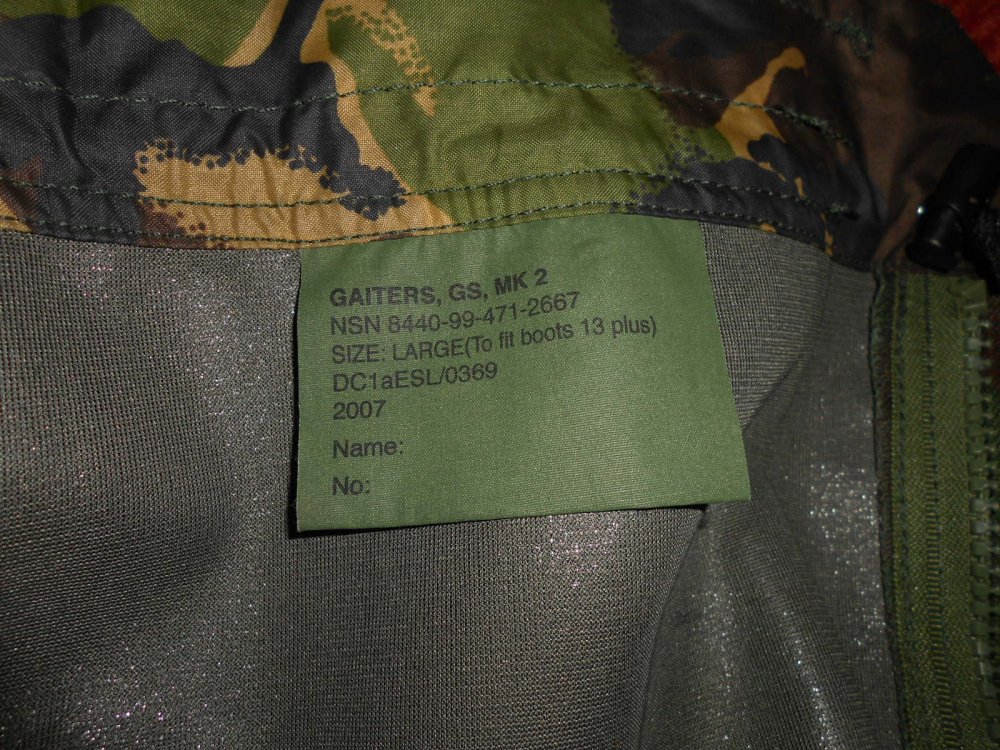 GAITERS, GS, MK 2
NSN 8440-99-471-2667
SIZE: LARGE(To fit boots 13 plus)
DC1aESL/0369
2007
Name:
No: